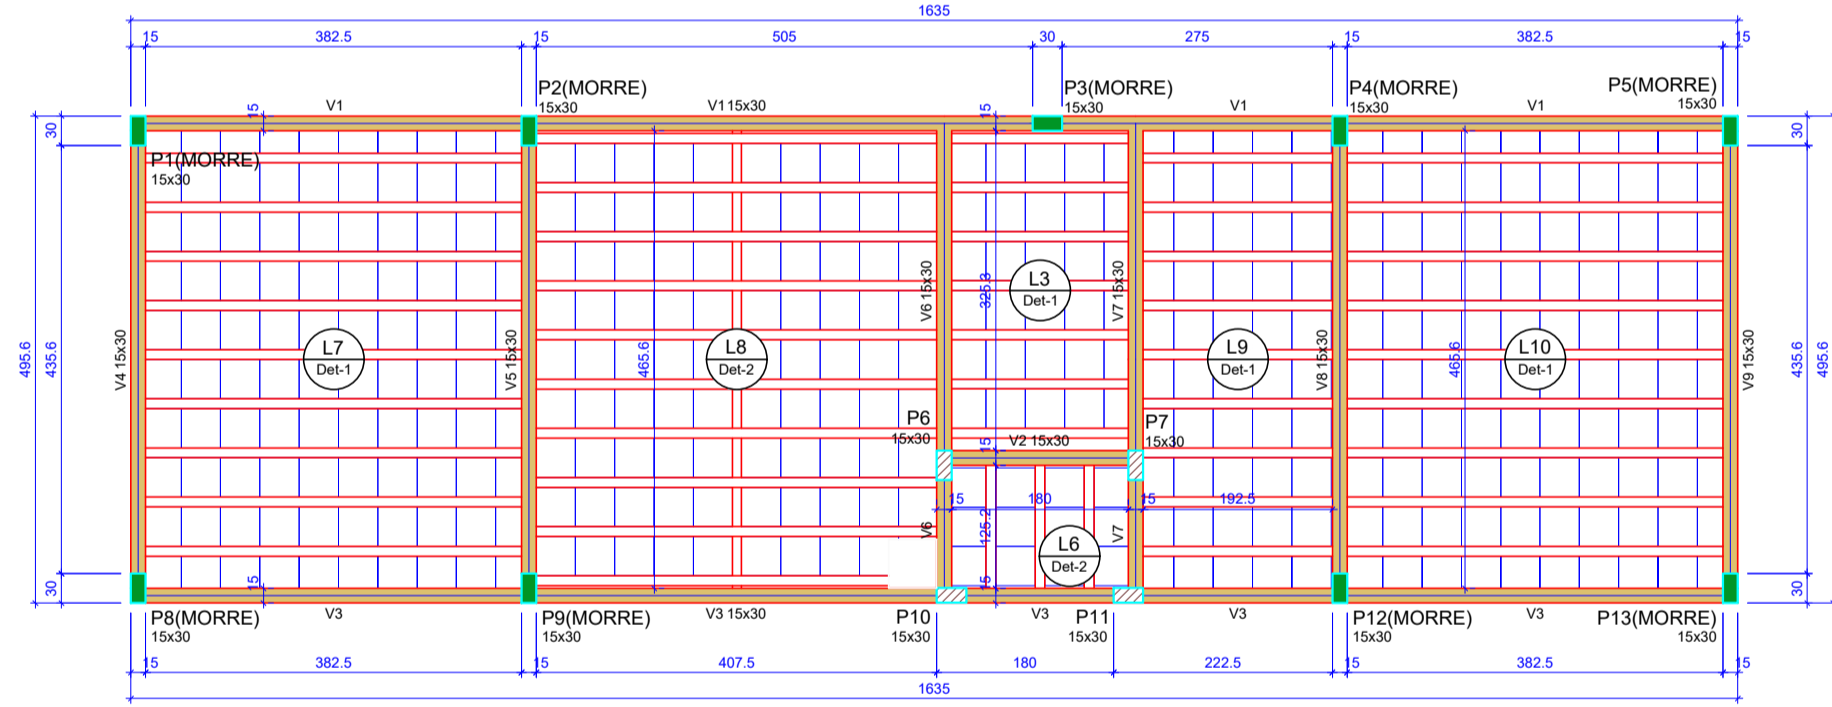 1635
15 382.5 15 505 30 275 15 382.5 15
P2(MORRE) P3(MORRE) P4(MORRE) P5(MORRE)
V1 15x30 V1 15x30 15x30 V1 15x30 V1 15x30
15 15
30 30
P1(MORRE)
15x30
495.6 435.6 V4 15x30 V5 15x30 465.6 V6 15x30 325.3 V7 15x30 V8 15x30 465.6 V9 15x30 435.6 495.6
L3
Det-1
L7 L8 L9 L10
Det-1 Det-2 Det-1 Det-1
P6 P7
15x30 15 V2 15x30 15x30
15 180 15 192.5
V6 125.2 V7
L6
Det-2
30 15 15 30
P8(MORRE) V3 P9(MORRE) V3 15x30 P10 V3 P11 V3 P12(MORRE) V3 P13(MORRE)
15x30 15x30 15x30 15x30 15x30 15x30
15 382.5 15 407.5 180 222.5 15 382.5 15
1635